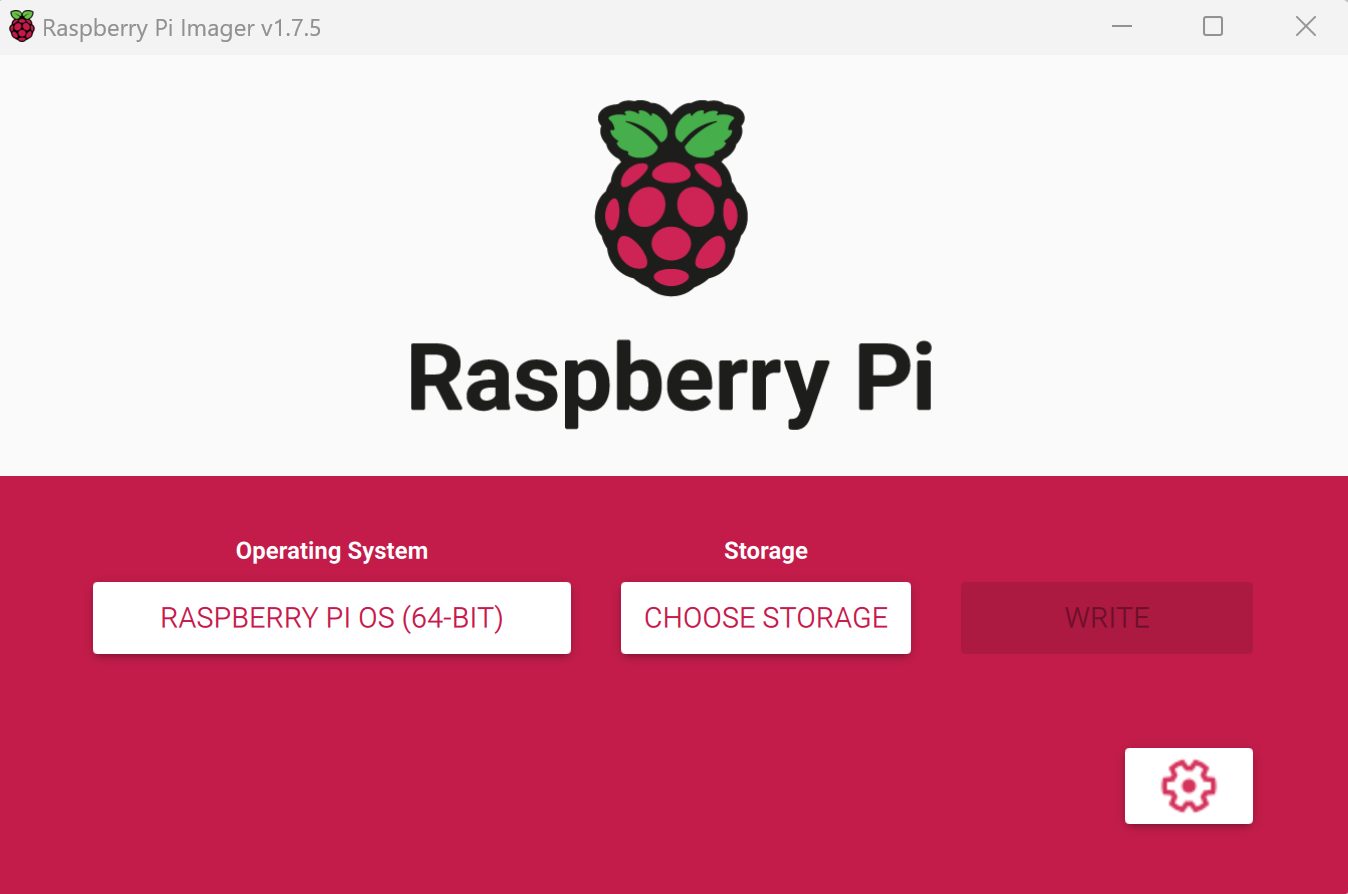 Raspberry Pi Imager v1.7.5
Raspberry Pi
Operating System
Storage
RASPBERRY PI OS (64-BIT)
CHOOSE STORAGE
WRITE